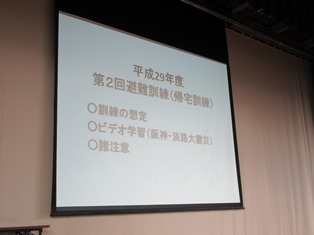 平成29年度
第2回避難訓練(帰宅訓練)
○訓練の想定
○ビデオ学習(阪神・淡路大震災)
○諸注意